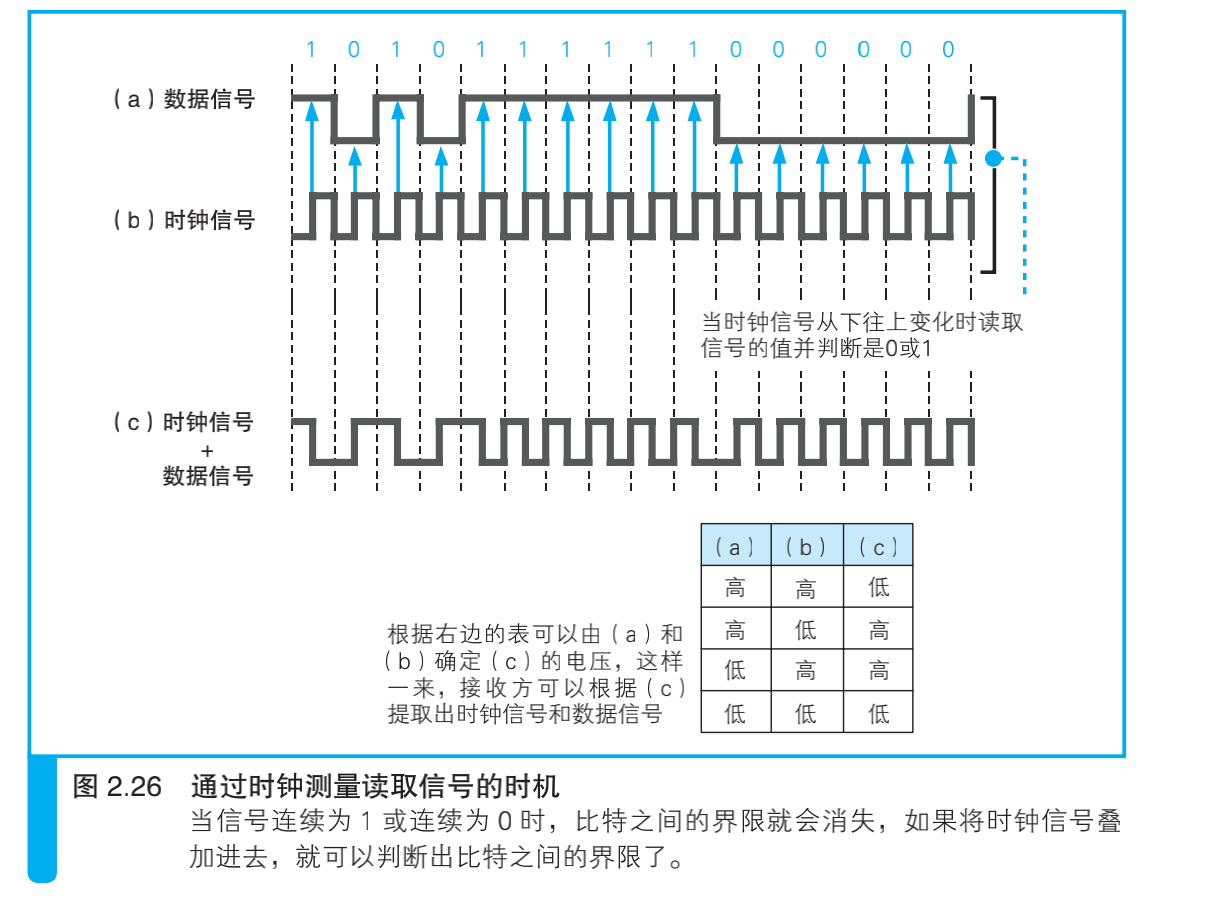 1 0 1 0 1 1 1 1 1 1 0 0 0 0 0 0
（a）数据信号
（b）时钟信号
当时钟信号从下往上变化时读取
信号的值并判断是0或1
（c）时钟信号
+
数据信号
（a） （b） （c）
高 高 低
高 低 高
低 高 高
低 低 低
根据右边的表可以由（a）和
（b）确定（c）的电压，这样
一来，接收方可以根据（c）
提取出时钟信号和数据信号
图 2.26 通过时钟测量读取信号的时机
当信号连续为 1 或连续为 0 时，比特之间的界限就会消失，如果将时钟信号叠
加进去，就可以判断出比特之间的界限了。